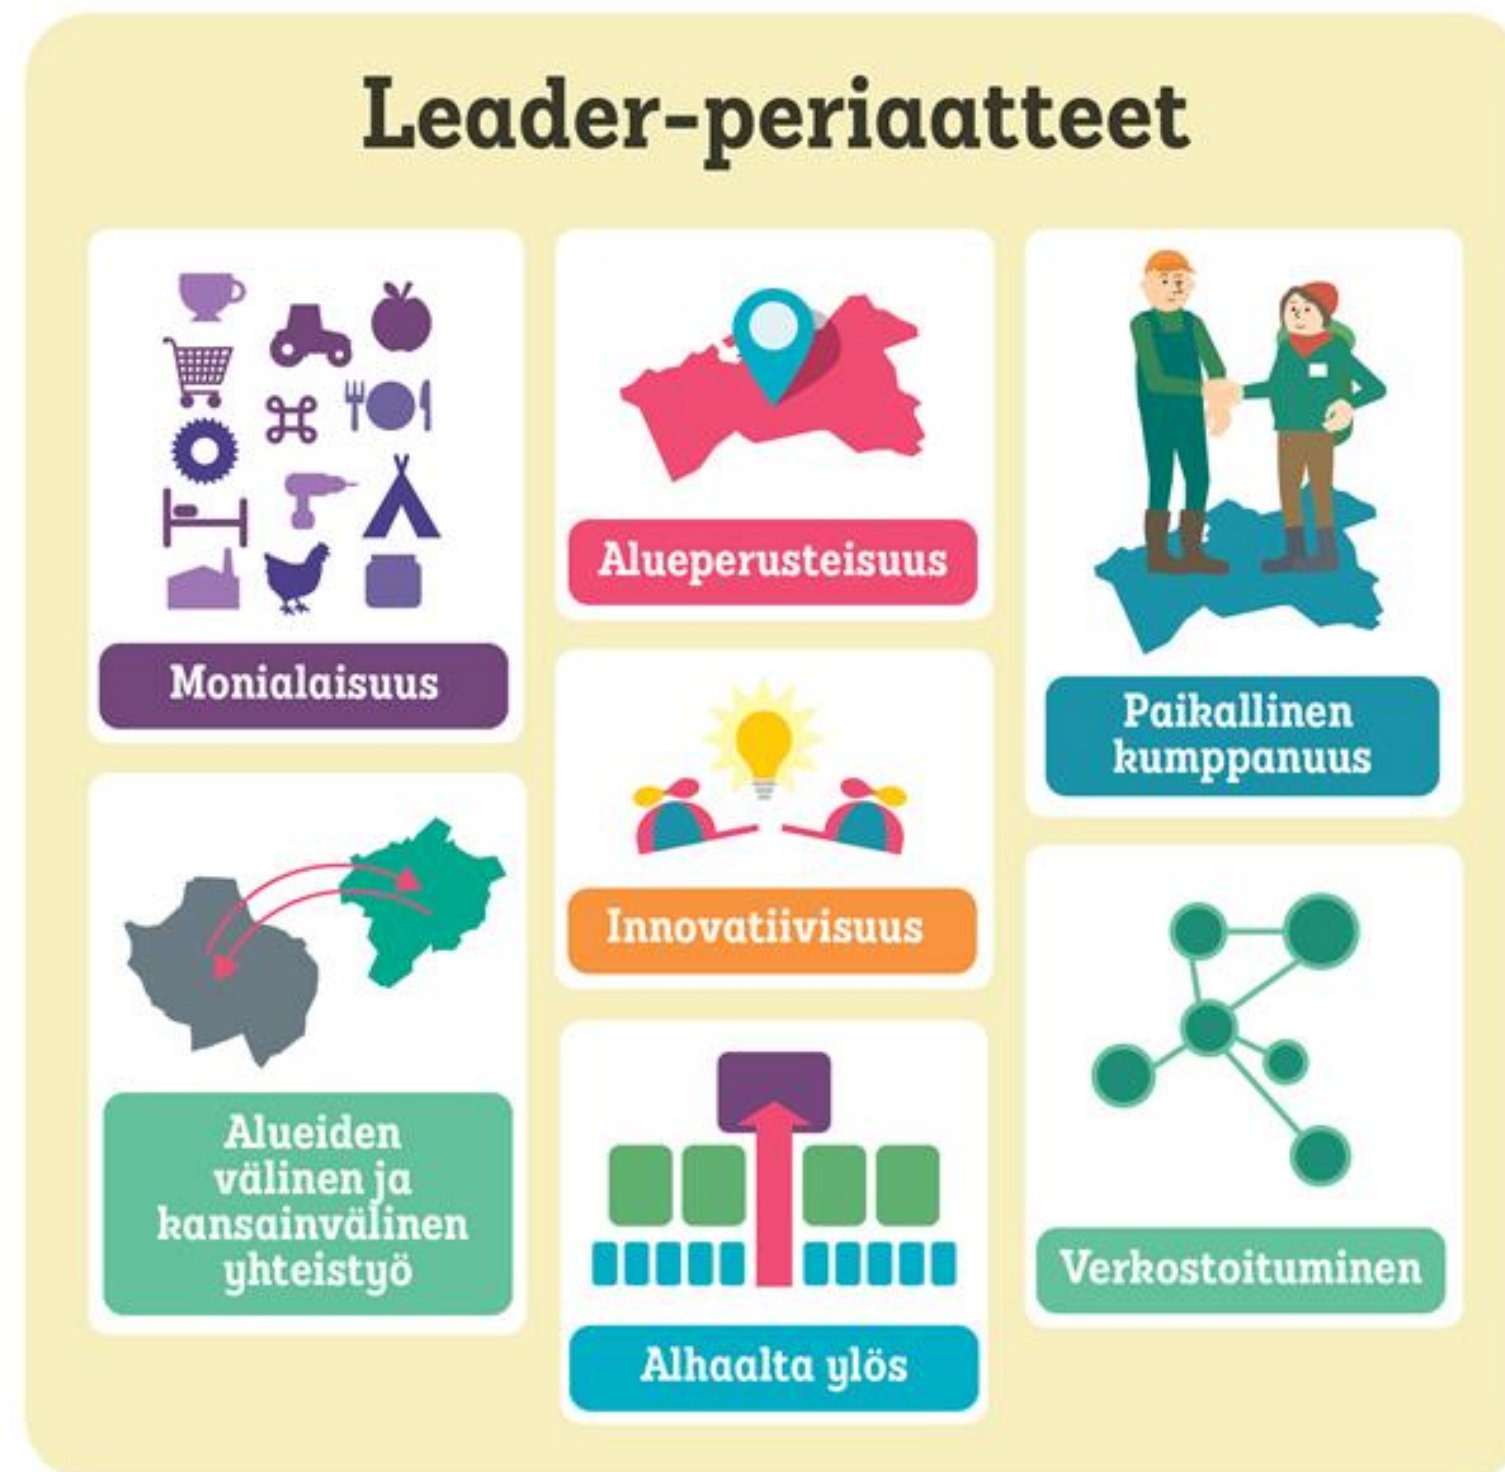 Leader-periaatteet
Monialaisuus
Alueperusteisuus
Paikallinen
kumppanuus
Innovatiivisuus
Alueiden
välinen ja
kansainvälinen
yhteistyö
Alhaalta ylös
Verkostoituminen